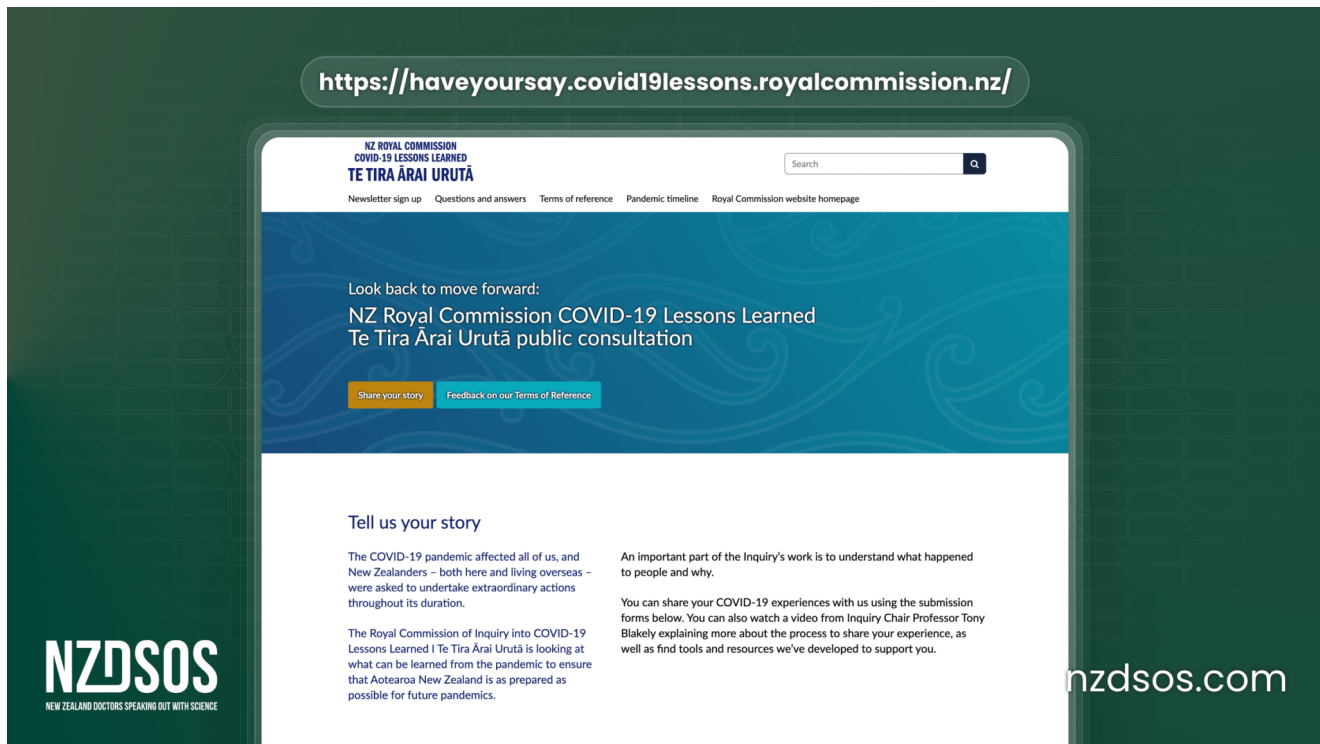 https://haveyoursay.covid19lessons.royalcommission.nz/
NZ ROYAL COMMISSION
COVID-19 LESSONS LEARNED
TE TIRA ĀRAI URUTĀ
Search
Newsletter sign up Questions and answers Terms of reference Pandemic timeline Royal Commission website homepage
Look back to move forward:
NZ Royal Commission COVID-19 Lessons Learned
Te Tira Ārai Urutā public consultation
Share your story Feedback on our Terms of Reference
Tell us your story
The COVID-19 pandemic affected all of us, and
New Zealanders – both here and living overseas –
were asked to undertake extraordinary actions
throughout its duration.
The Royal Commission of Inquiry into COVID-19
Lessons Learned I Te Tira Ārai Urutā is looking at
what can be learned from the pandemic to ensure
that Aotearoa New Zealand is as prepared as
possible for future pandemics.
An important part of the Inquiry's work is to understand what happened
to people and why.
You can share your COVID-19 experiences with us using the submission
forms below. You can also watch a video from Inquiry Chair Professor Tony
Blakely explaining more about the process to share your experience, as
well as find tools and resources we've developed to support you.
NZDSOS
NEW ZEALAND DOCTORS SPEAKING OUT WITH SCIENCE
nzdsos.com